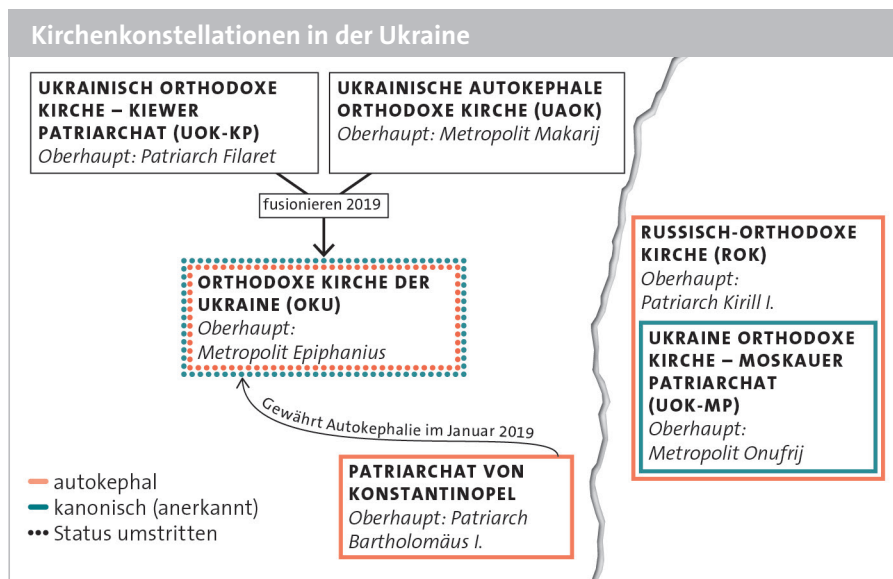 Kirchenkonstellationen in der Ukraine
UKRAINISCH ORTHODOXE
KIRCHE – KIEWER
PATRIARCHAT (UOK-KP)
Oberhaupt: Patriarch Filaret
UKRAINISCHE AUTOKEPHALE
ORTHODOXE KIRCHE (UAOK)
Oberhaupt: Metropolit Makarij
fusionieren 2019
ORTHODOXE KIRCHE DER
UKRAINE (OKU)
Oberhaupt:
Metropolit Epiphanius
Gewährt Autokephalie im Januar 2019
PATRIARCHAT VON
KONSTANTINOPEL
Oberhaupt: Patriarch
Bartholomäus I.
RUSSISCH-ORTHODOXE
KIRCHE (ROK)
Oberhaupt:
Patriarch Kirill I.
UKRAINE ORTHODOXE
KIRCHE – MOSKAUER
PATRIARCHAT
(UOK-MP)
Oberhaupt:
Metropolit Onufrij
autokephal
kanonisch (anerkannt)
Status umstritten